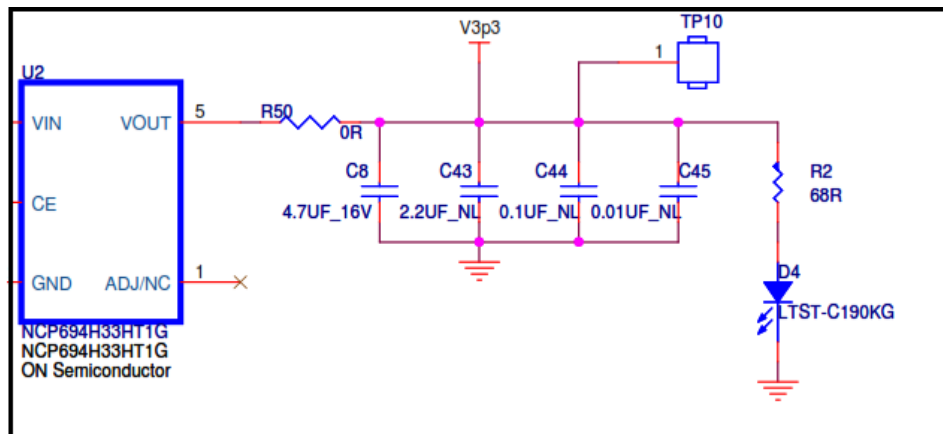 TP10
V3p3
1
U2
5
R50
VIN
VOUT
0R
C8
C43
C44
C45
R2
68R
CE
4.7UF_16V
2.2UF_NL
0.1UF_NL
0.01UF_NL
1
GND
ADJ/NC
D4
LTST-C190KG
NCP694H33HT1G
NCP694H33HT1G
ON Semiconductor